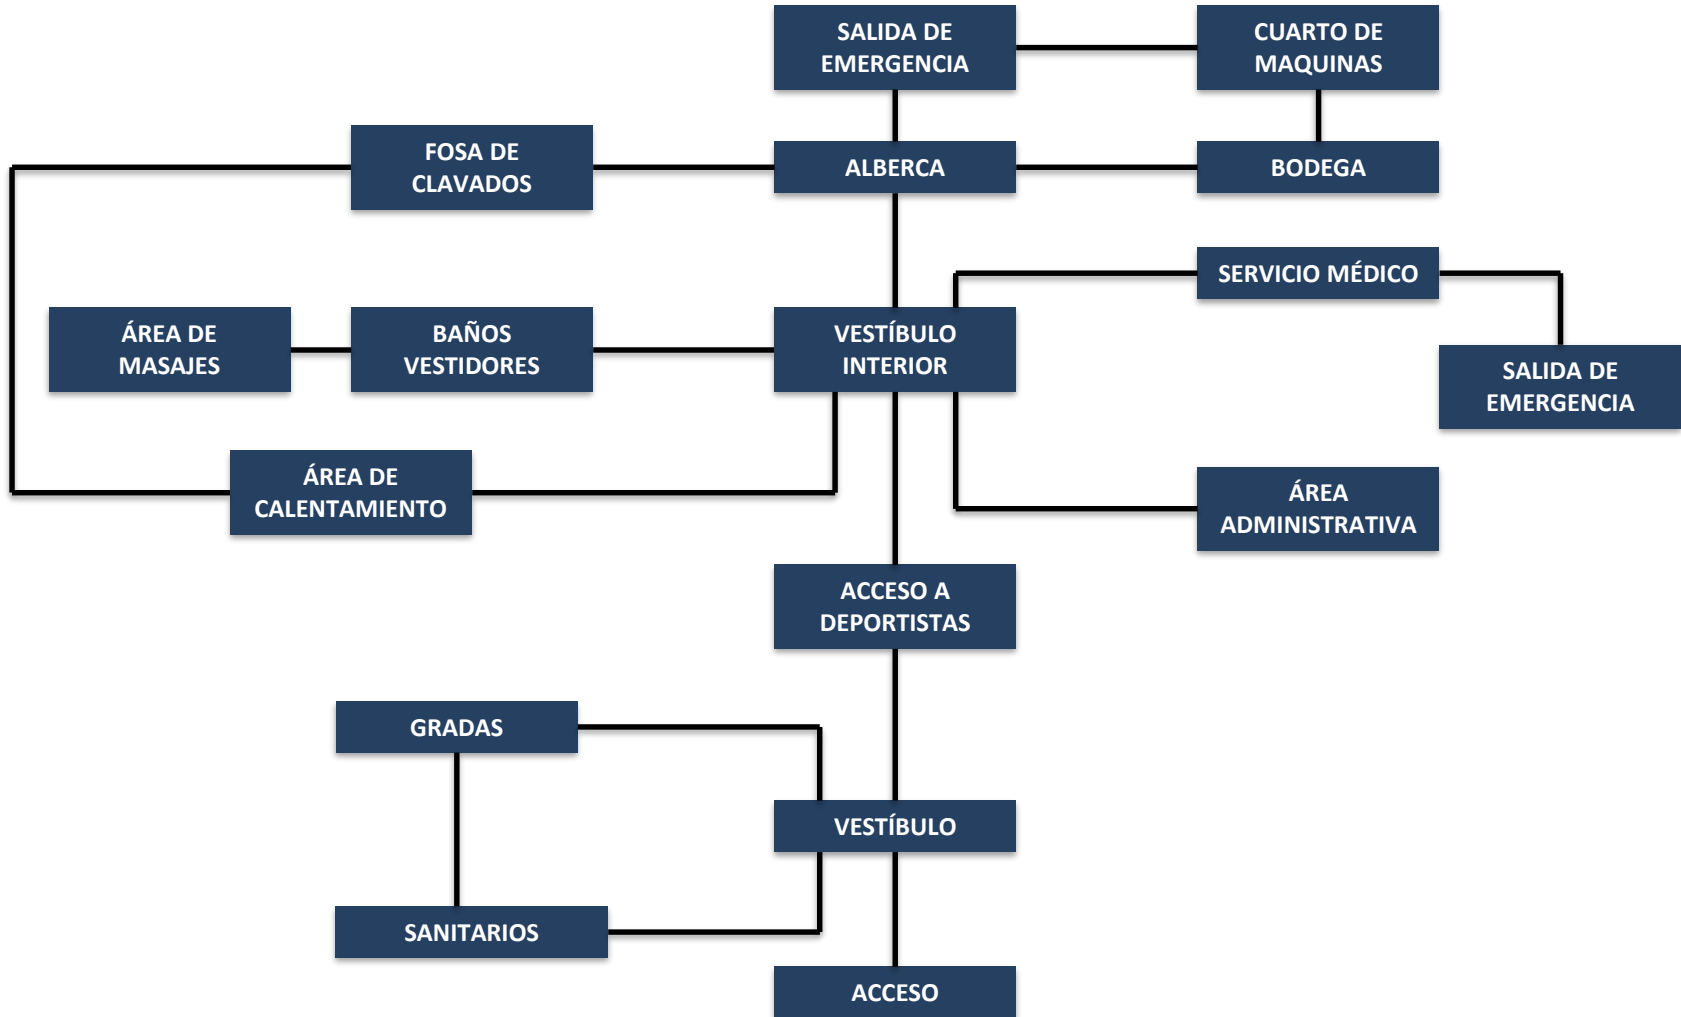 SALIDA DE
EMERGENCIA
CUARTO DE
MAQUINAS
FOSA DE
CLAVADOS
ALBERCA
BODEGA
SERVICIO MÉDICO
ÁREA DE
MASAJES
BAÑOS
VESTIDORES
VESTÍBULO
INTERIOR
SALIDA DE
EMERGENCIA
ÁREA DE
CALENTAMIENTO
ÁREA
ADMINISTRATIVA
ACCESO A
DEPORTISTAS
GRADAS
VESTÍBULO
SANITARIOS
ACCESO